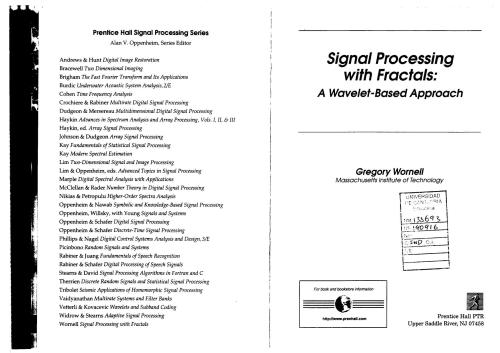 Prentice Hall Signal Processing Series
Alan V. Oppenheim, Series Editor
Andrews & Hunt Digital Image Restoration
Bracewell Two Dimensional Imaging
Brigham The Fast Fourier Transform and Its Applications
Burdic Underwater Acoustic System Analysis, 2/E
Cohen Time Frequency Analysis
Crochiere & Rabiner Multirate Digital Signal Processing
Dudgeon & Mersereau Multidimensional Digital Signal Processing
Haykin Advances in Spectrum Analysis and Array Processing, Vols. I, II, & III
Haykin, ed. Array Signal Processing
Johnson & Dudgeon Array Signal Processing
Kay Fundamentals of Statistical Signal Processing
Kay Modern Spectral Estimation
Lim Two-Dimensional Signal and Image Processing
Lim & Oppenheim, eds. Advanced Topics in Signal Processing
Marple Digital Spectral Analysis with Applications
McClellan & Rader Number Theory in Digital Signal Processing
Nikias & Petropulu Higher-Order Spectra Analysis
Oppenheim & Nawab Symbolic and Knowledge-Based Signal Processing
Oppenheim, Willsky, with Young Signals and Systems
Oppenheim & Schafer Digital Signal Processing
Oppenheim & Schafer Discrete-Time Signal Processing
Phillips & Nagel Digital Control Systems Analysis and Design, 3/E
Picinbono Random Signals and Systems
Rabiner & Juang Fundamentals of Speech Recognition
Rabiner & Schafer Digital Processing of Speech Signals
Stearns & David Signal Processing Algorithms in Fortran and C
Therrien Discrete Random Signals and Statistical Signal Processing
Tribolet Seismic Applications of Homomorphic Signal Processing
Vaidyanathan Multirate Systems and Filter Banks
Vetterli & Kovacevic Wavelets and Subband Coding
Widrow & Stearns Adaptive Signal Processing
Wornell Signal Processing with Fractals
Signal Processing
with Fractals:
A Wavelet-Based Approach
Gregory Wornell
Massachusetts Institute of Technology
UNIVERSIDAD
133693
190916
For book and bookstore information
http://www.prenhall.com
Prentice Hall PTR
Upper Saddle River, NJ 07458